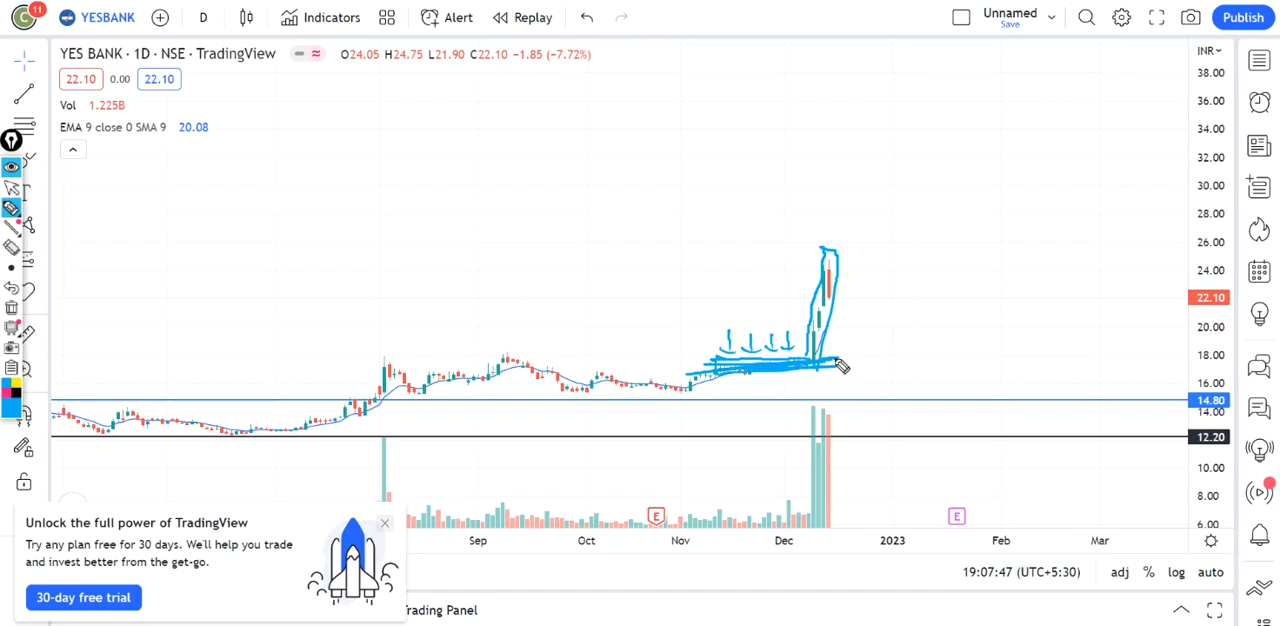 C 11 YESBANK D Indicators Alert Replay Unnamed Save Publish
YES BANK · 1D · NSE · TradingView O24.05 H24.75 L21.90 C22.10 −1.85 (−7.72%) INR
22.10 0.00 22.10
Vol 1.225B
EMA 9 close 0 SMA 9 20.08
38.00
36.00
34.00
32.00
30.00
28.00
26.00
24.00
22.10
20.00
18.00
16.00
14.80
14.00
12.20
10.00
8.00
6.00
E E
Sep Oct Nov Dec 2023 Feb Mar
Unlock the full power of TradingView
Try any plan free for 30 days. We'll help you trade
and invest better from the get-go.
30-day free trial
19:07:47 (UTC+5:30) adj % log auto
Trading Panel